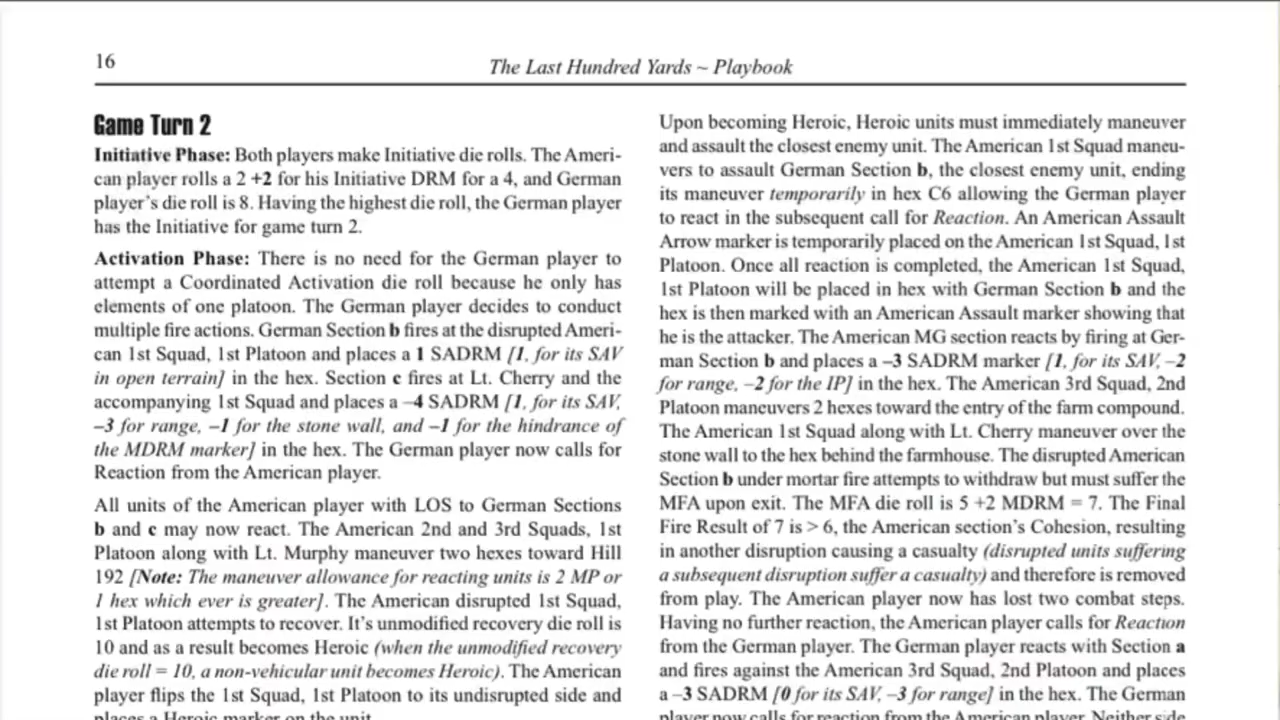 16
The Last Hundred Yards ~ Playbook
Game Turn 2
Initiative Phase: Both players make Initiative die rolls. The Ameri-
can player rolls a 2 +2 for his Initiative DRM for a 4, and German
player's die roll is 8. Having the highest die roll, the German player
has the Initiative for game turn 2.
Activation Phase: There is no need for the German player to
attempt a Coordinated Activation die roll because he only has
elements of one platoon. The German player decides to conduct
multiple fire actions. German Section b fires at the disrupted Ameri-
can 1st Squad, 1st Platoon and places a 1 SADRM [1, for its SAV
in open terrain] in the hex. Section c fires at Lt. Cherry and the
accompanying 1st Squad and places a –4 SADRM [1, for its SAV,
–3 for range, –1 for the stone wall, and –1 for the hindrance of
the MDRM marker] in the hex. The German player now calls for
Reaction from the American player.
All units of the American player with LOS to German Sections
b and c may now react. The American 2nd and 3rd Squads, 1st
Platoon along with Lt. Murphy maneuver two hexes toward Hill
192 [Note: The maneuver allowance for reacting units is 2 MP or
1 hex which ever is greater]. The American disrupted 1st Squad,
1st Platoon attempts to recover. It's unmodified recovery die roll is
10 and as a result becomes Heroic (when the unmodified recovery
die roll = 10, a non-vehicular unit becomes Heroic). The American
player flips the 1st Squad, 1st Platoon to its undisrupted side and
places a Heroic marker on the unit.
Upon becoming Heroic, Heroic units must immediately maneuver
and assault the closest enemy unit. The American 1st Squad maneu-
vers to assault German Section b, the closest enemy unit, ending
its maneuver temporarily in hex C6 allowing the German player
to react in the subsequent call for Reaction. An American Assault
Arrow marker is temporarily placed on the American 1st Squad, 1st
Platoon. Once all reaction is completed, the American 1st Squad,
1st Platoon will be placed in hex with German Section b and the
hex is then marked with an American Assault marker showing that
he is the attacker. The American MG section reacts by firing at Ger-
man Section b and places a –3 SADRM marker [1, for its SAV, –2
for range, –2 for the IP] in the hex. The American 3rd Squad, 2nd
Platoon maneuvers 2 hexes toward the entry of the farm compound.
The American 1st Squad along with Lt. Cherry maneuver over the
stone wall to the hex behind the farmhouse. The disrupted American
Section b under mortar fire attempts to withdraw but must suffer the
MFA upon exit. The MFA die roll is 5 +2 MDRM = 7. The Final
Fire Result of 7 is > 6, the American section's Cohesion, resulting
in another disruption causing a casualty (disrupted units suffering
a subsequent disruption suffer a casualty) and therefore is removed
from play. The American player now has lost two combat steps.
Having no further reaction, the American player calls for Reaction
from the German player. The German player reacts with Section a
and fires against the American 3rd Squad, 2nd Platoon and places
a –3 SADRM [0 for its SAV, –3 for range] in the hex. The German
player now calls for reaction from the American player. Neither side